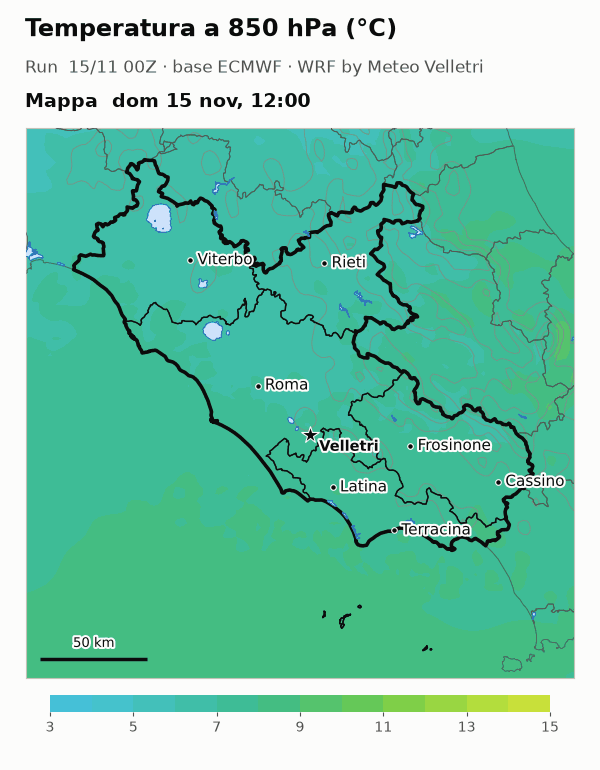 Temperatura a 850 hPa (°C)
Run  15/11 00Z · base ECMWF · WRF by Meteo Velletri
Mappa  dom 15 nov, 12:00
Viterbo
Rieti
Roma
Velletri
Frosinone
Cassino
Latina
Terracina
50 km
3 5 7 9 11 13 15